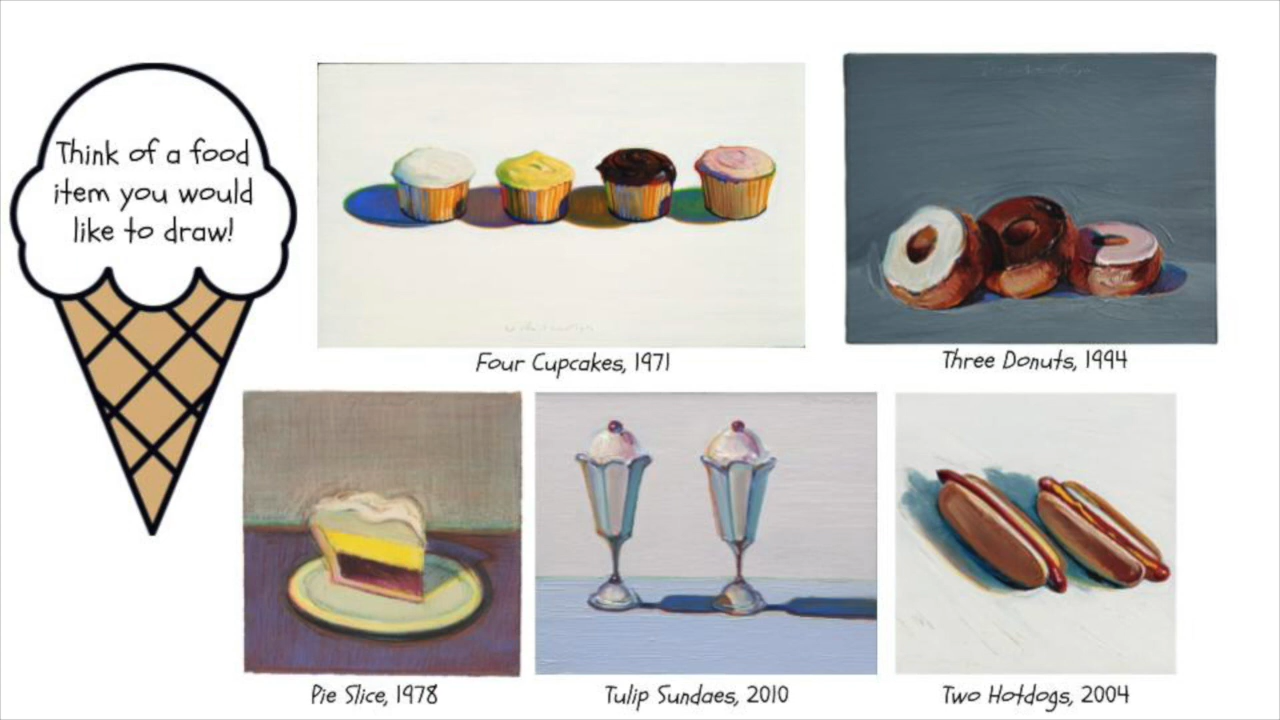 Think of a food
item you would
like to draw!
Four Cupcakes, 1971
Three Donuts, 1994
Pie Slice, 1978
Tulip Sundaes, 2010
Two Hotdogs, 2004